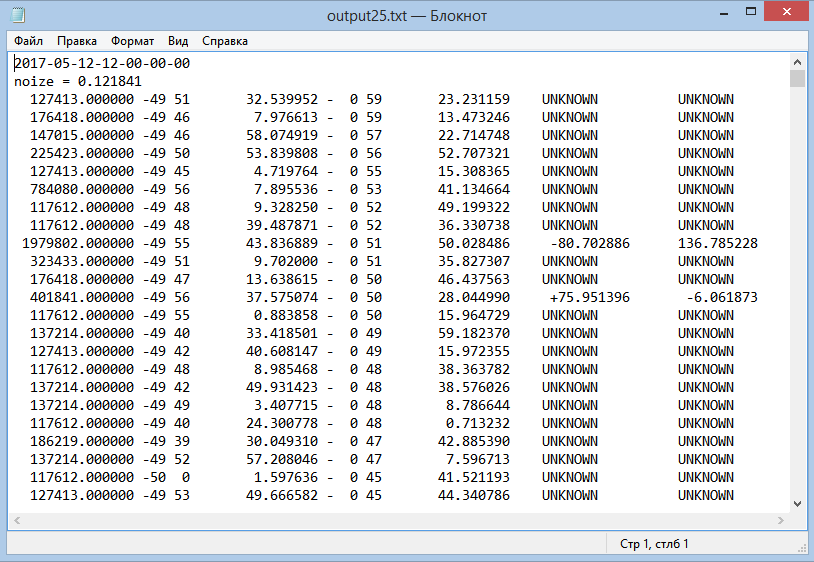 output25.txt — Блокнот
Файл Правка Формат Вид Справка
2017-05-12-12-00-00-00
noize = 0.121841
127413.000000 -49 51 32.539952 - 0 59 23.231159 UNKNOWN UNKNOWN
176418.000000 -49 46 7.976613 - 0 59 13.473246 UNKNOWN UNKNOWN
147015.000000 -49 46 58.074919 - 0 57 22.714748 UNKNOWN UNKNOWN
225423.000000 -49 50 53.839808 - 0 56 52.707321 UNKNOWN UNKNOWN
127413.000000 -49 45 4.719764 - 0 55 15.308365 UNKNOWN UNKNOWN
784080.000000 -49 56 7.895536 - 0 53 41.134664 UNKNOWN UNKNOWN
117612.000000 -49 48 9.328250 - 0 52 49.199322 UNKNOWN UNKNOWN
117612.000000 -49 48 39.487871 - 0 52 36.330738 UNKNOWN UNKNOWN
1979802.000000 -49 55 43.836889 - 0 51 50.028486 -80.702886 136.785228
323433.000000 -49 51 9.702000 - 0 51 35.827307 UNKNOWN UNKNOWN
176418.000000 -49 47 13.638615 - 0 50 46.437563 UNKNOWN UNKNOWN
401841.000000 -49 56 37.575074 - 0 50 28.044990 +75.951396 -6.061873
117612.000000 -49 55 0.883858 - 0 50 15.964729 UNKNOWN UNKNOWN
137214.000000 -49 40 33.418501 - 0 49 59.182370 UNKNOWN UNKNOWN
127413.000000 -49 42 40.608147 - 0 49 15.972355 UNKNOWN UNKNOWN
117612.000000 -49 48 8.985468 - 0 48 38.363782 UNKNOWN UNKNOWN
137214.000000 -49 42 49.931423 - 0 48 38.576026 UNKNOWN UNKNOWN
137214.000000 -49 49 3.407715 - 0 48 8.786644 UNKNOWN UNKNOWN
117612.000000 -49 40 24.300778 - 0 48 0.713232 UNKNOWN UNKNOWN
186219.000000 -49 39 30.049310 - 0 47 42.885390 UNKNOWN UNKNOWN
137214.000000 -49 52 57.208046 - 0 47 7.596713 UNKNOWN UNKNOWN
117612.000000 -50 0 1.597636 - 0 45 41.521193 UNKNOWN UNKNOWN
127413.000000 -49 53 49.666582 - 0 45 44.340786 UNKNOWN UNKNOWN
Стр 1, стлб 1